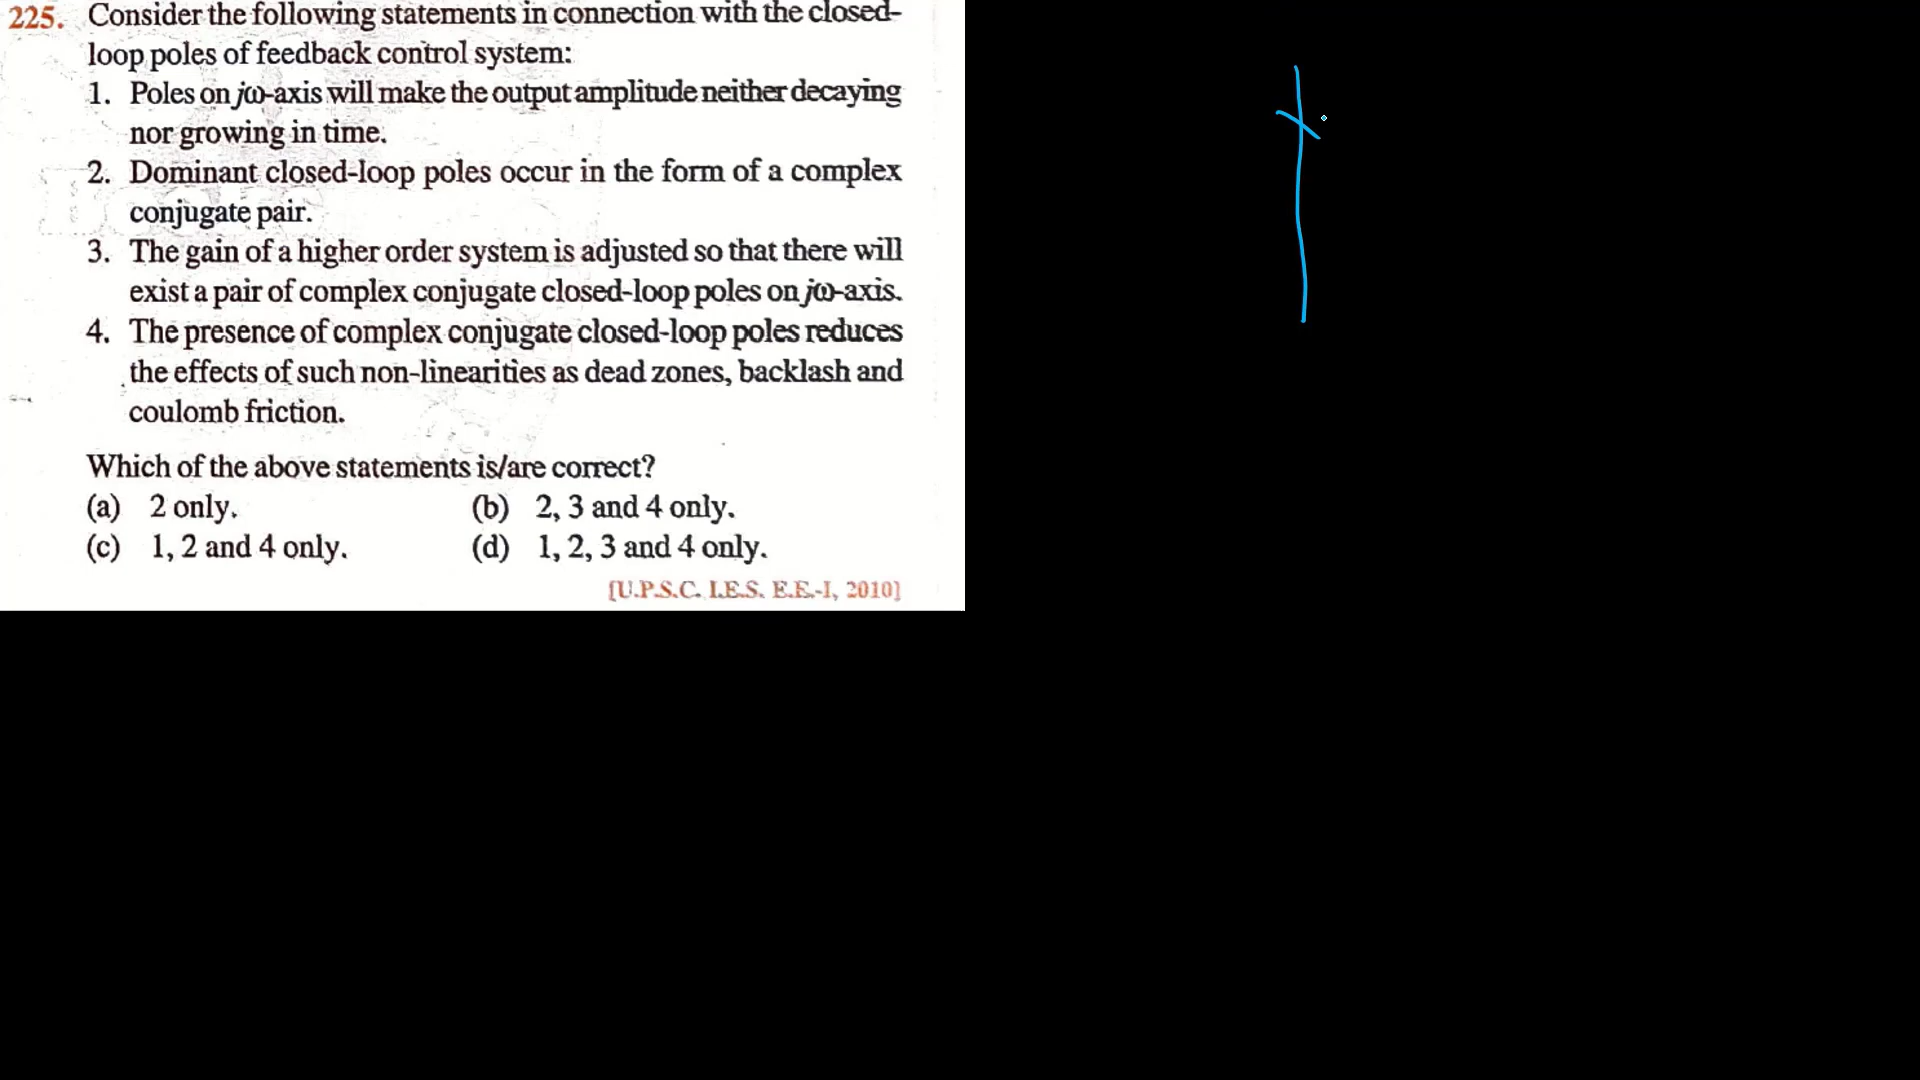 225. Consider the following statements in connection with the closed-
loop poles of feedback control system:
1. Poles on jω-axis will make the output amplitude neither decaying
nor growing in time.
2. Dominant closed-loop poles occur in the form of a complex
conjugate pair.
3. The gain of a higher order system is adjusted so that there will
exist a pair of complex conjugate closed-loop poles on jω-axis.
4. The presence of complex conjugate closed-loop poles reduces
the effects of such non-linearities as dead zones, backlash and
coulomb friction.
Which of the above statements is/are correct?
(a) 2 only. (b) 2, 3 and 4 only.
(c) 1, 2 and 4 only. (d) 1, 2, 3 and 4 only.
[U.P.S.C. I.E.S. E.E.-I, 2010]